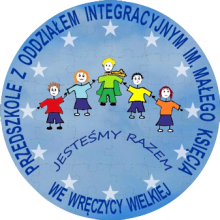 PRZEDSZKOLE Z ODDZIAŁEM INTEGRACYJNYM IM. MAŁEGO KSIĘCIA
JESTEŚMY RAZEM
WE WRĘCZYCY WIELKIEJ